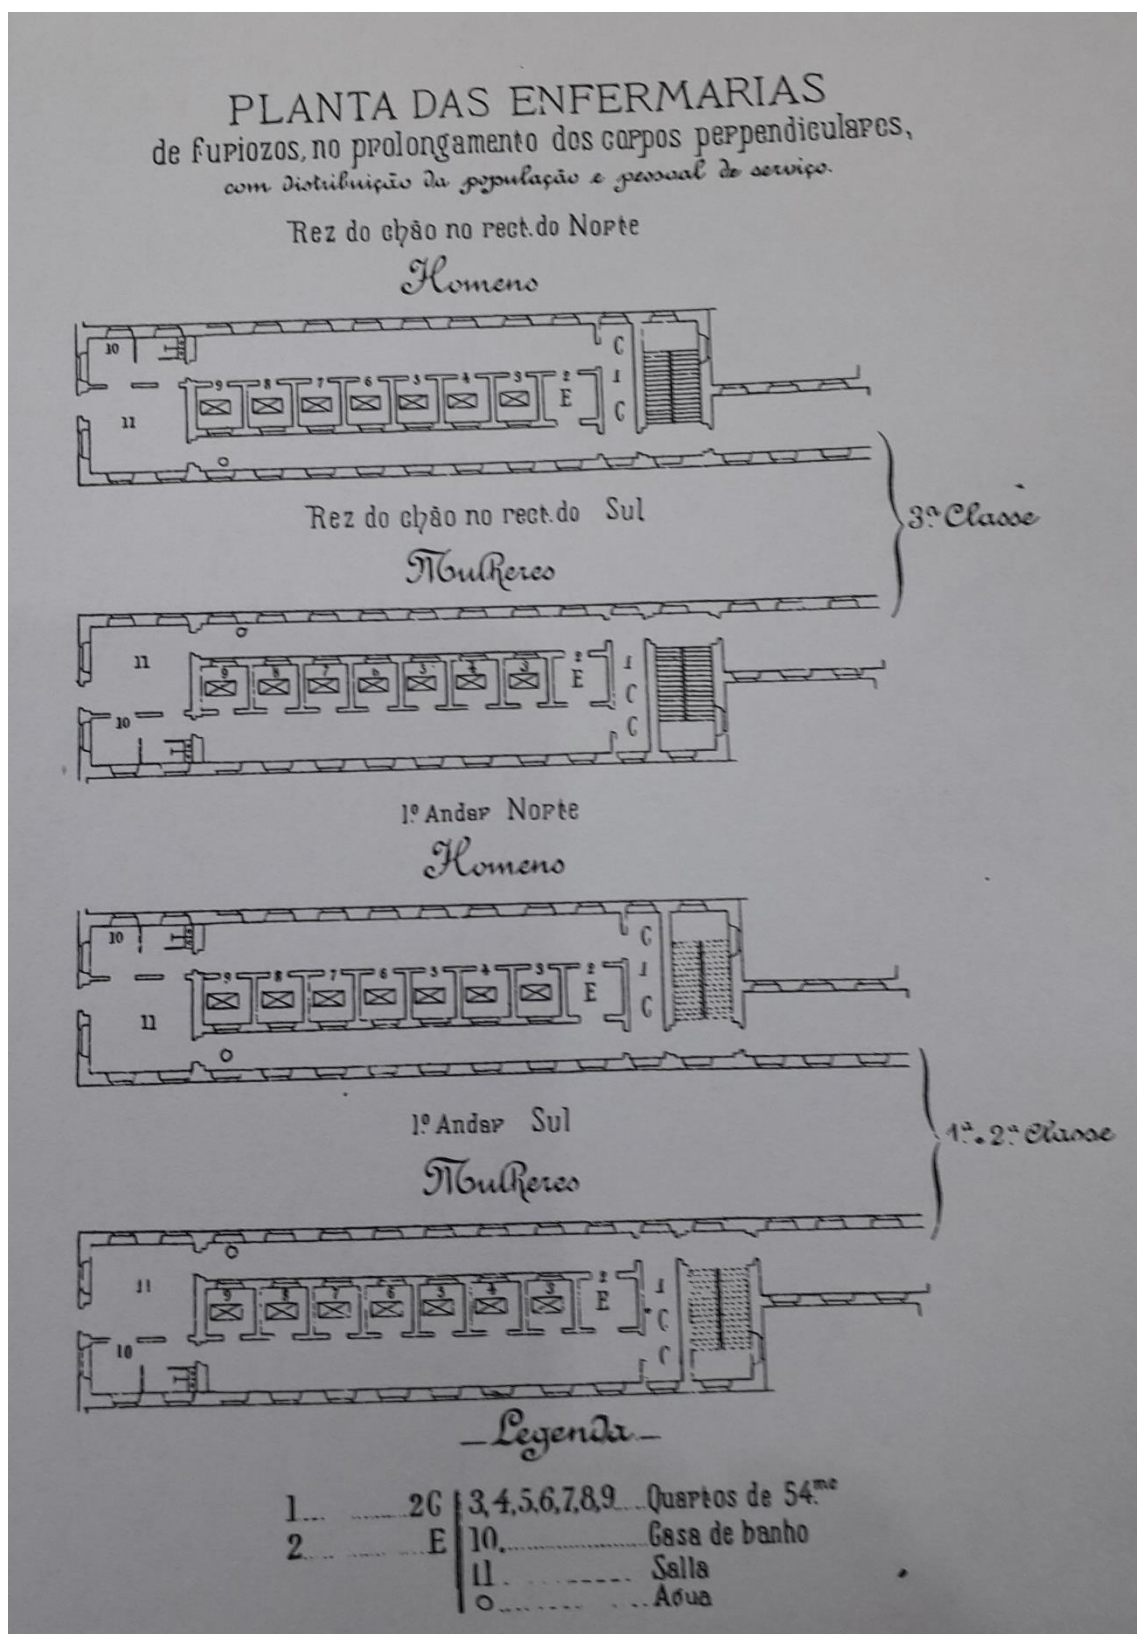 PLANTA DAS ENFERMARIAS
de furiozos, no prolongamento dos corpos perpendiculares,
com distribuição da população e pessoal de serviço.
Rez do chão no rect. do Norte
Homens
10
C
9 8 7 6 5 4 3 2 1
E
11
C
3ª Classe
Rez do chão no rect. do Sul
Mulheres
11
2 1
9 8 7 6 5 4 3
E
C
10
C
1º Andar Norte
Homens
10
C
9 8 7 6 5 4 3 2 1
E
11
C
1º Andar Sul
1ª. 2ª Classe
Mulheres
11
2 1
9 8 7 6 5 4 3
E
C
10
C
- Legenda -
1 ... ........ 2C
2 ... ........ E
3, 4, 5, 6, 7, 8, 9 .... Quartos de 54.mc
10. .................... Casa de banho
11 . ........ Salla
o ........ Agua